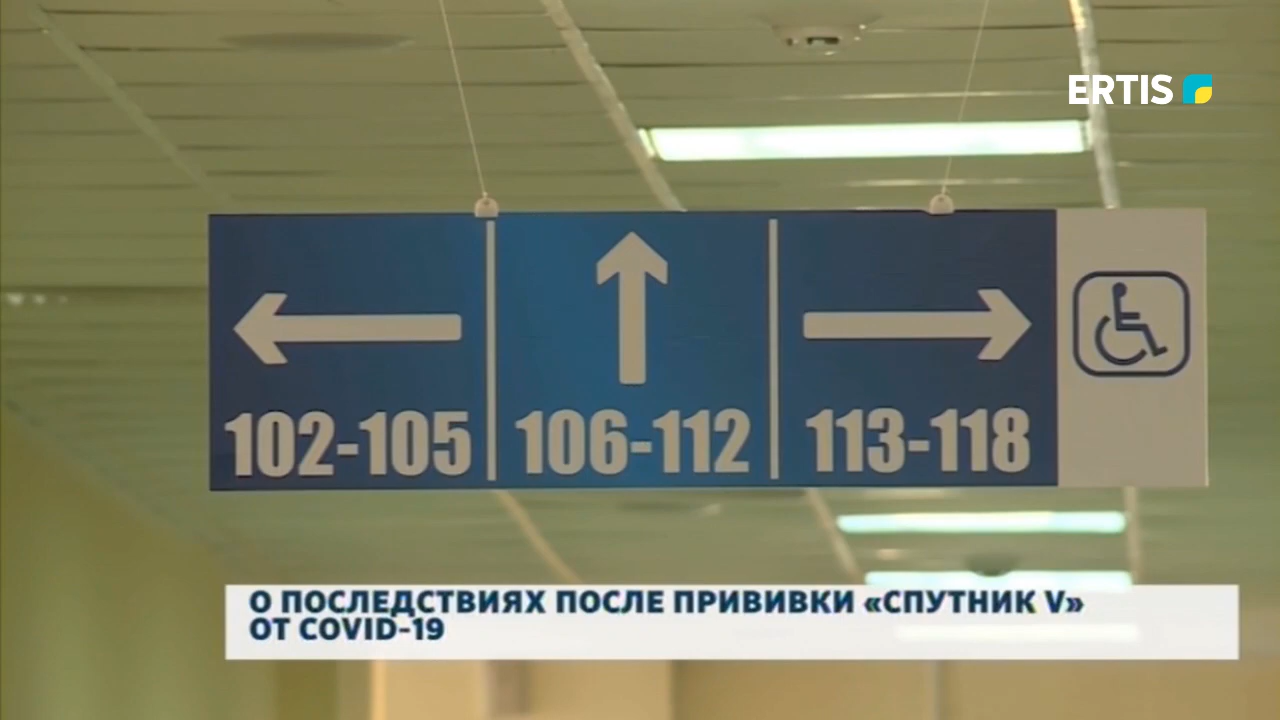 ERTIS
102-105 106-112 113-118
О ПОСЛЕДСТВИЯХ ПОСЛЕ ПРИВИВКИ «СПУТНИК V»
ОТ COVID-19